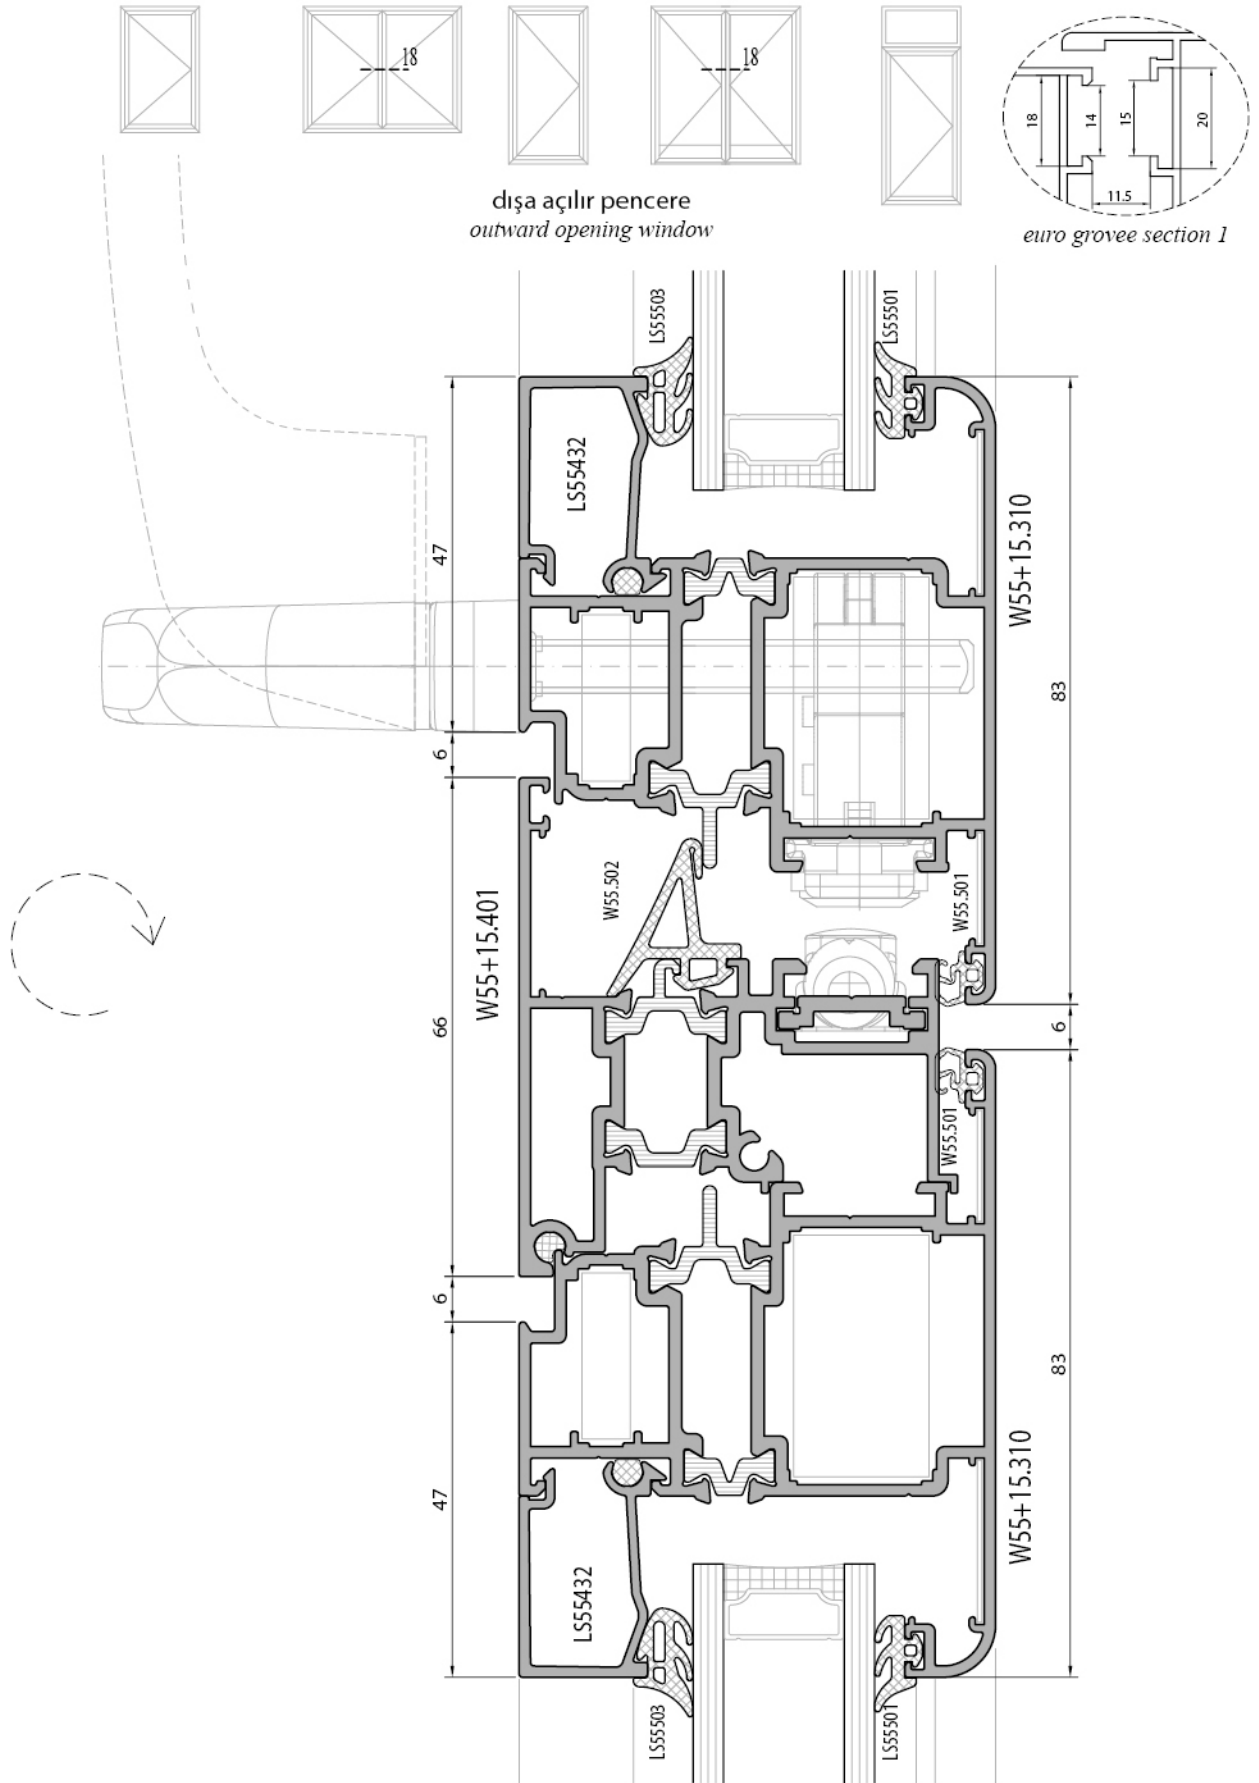 18
18
18
14
15
20
11.5
dışa açılır pencere
outward opening window
euro grovee section 1
LS55503
LS55501
LS55432
47
W55+15.310
83
6
W55.502
W55.501
W55+15.401
66
6
W55.501
6
83
47
W55+15.310
LS55432
LS55503
LS55501